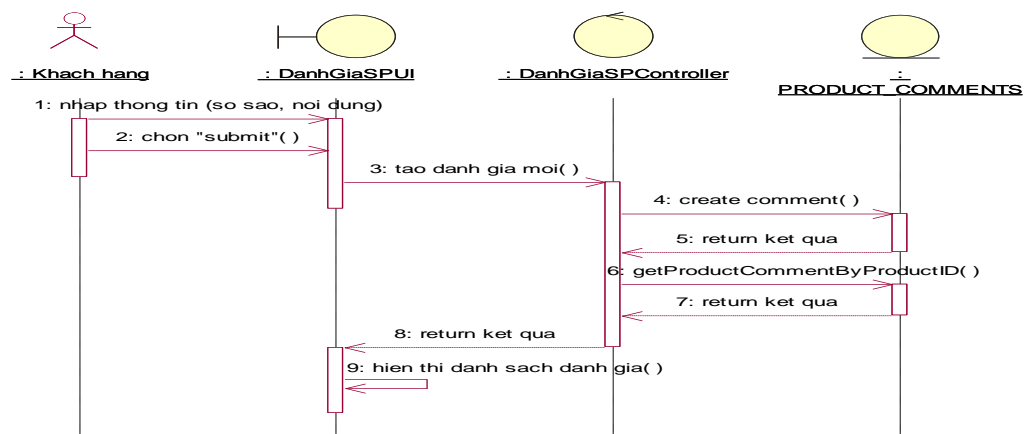 : Khach hang
: DanhGiaSPUI
: DanhGiaSPController
:
PRODUCT_COMMENTS
1: nhap thong tin (so sao, noi dung)
2: chon "submit"( )
3: tao danh gia moi( )
4: create comment( )
5: return ket qua
6: getProductCommentByProductID( )
7: return ket qua
8: return ket qua
9: hien thi danh sach danh gia( )